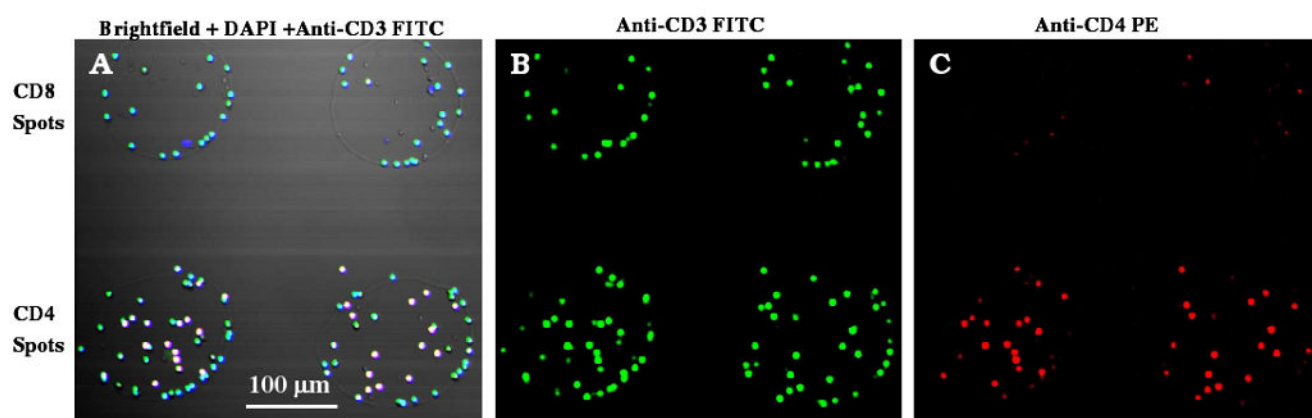 Brightfield + DAPI +Anti-CD3 FITC
Anti-CD3 FITC
Anti-CD4 PE
A
B
C
CD8
Spots
CD4
Spots
100 µm